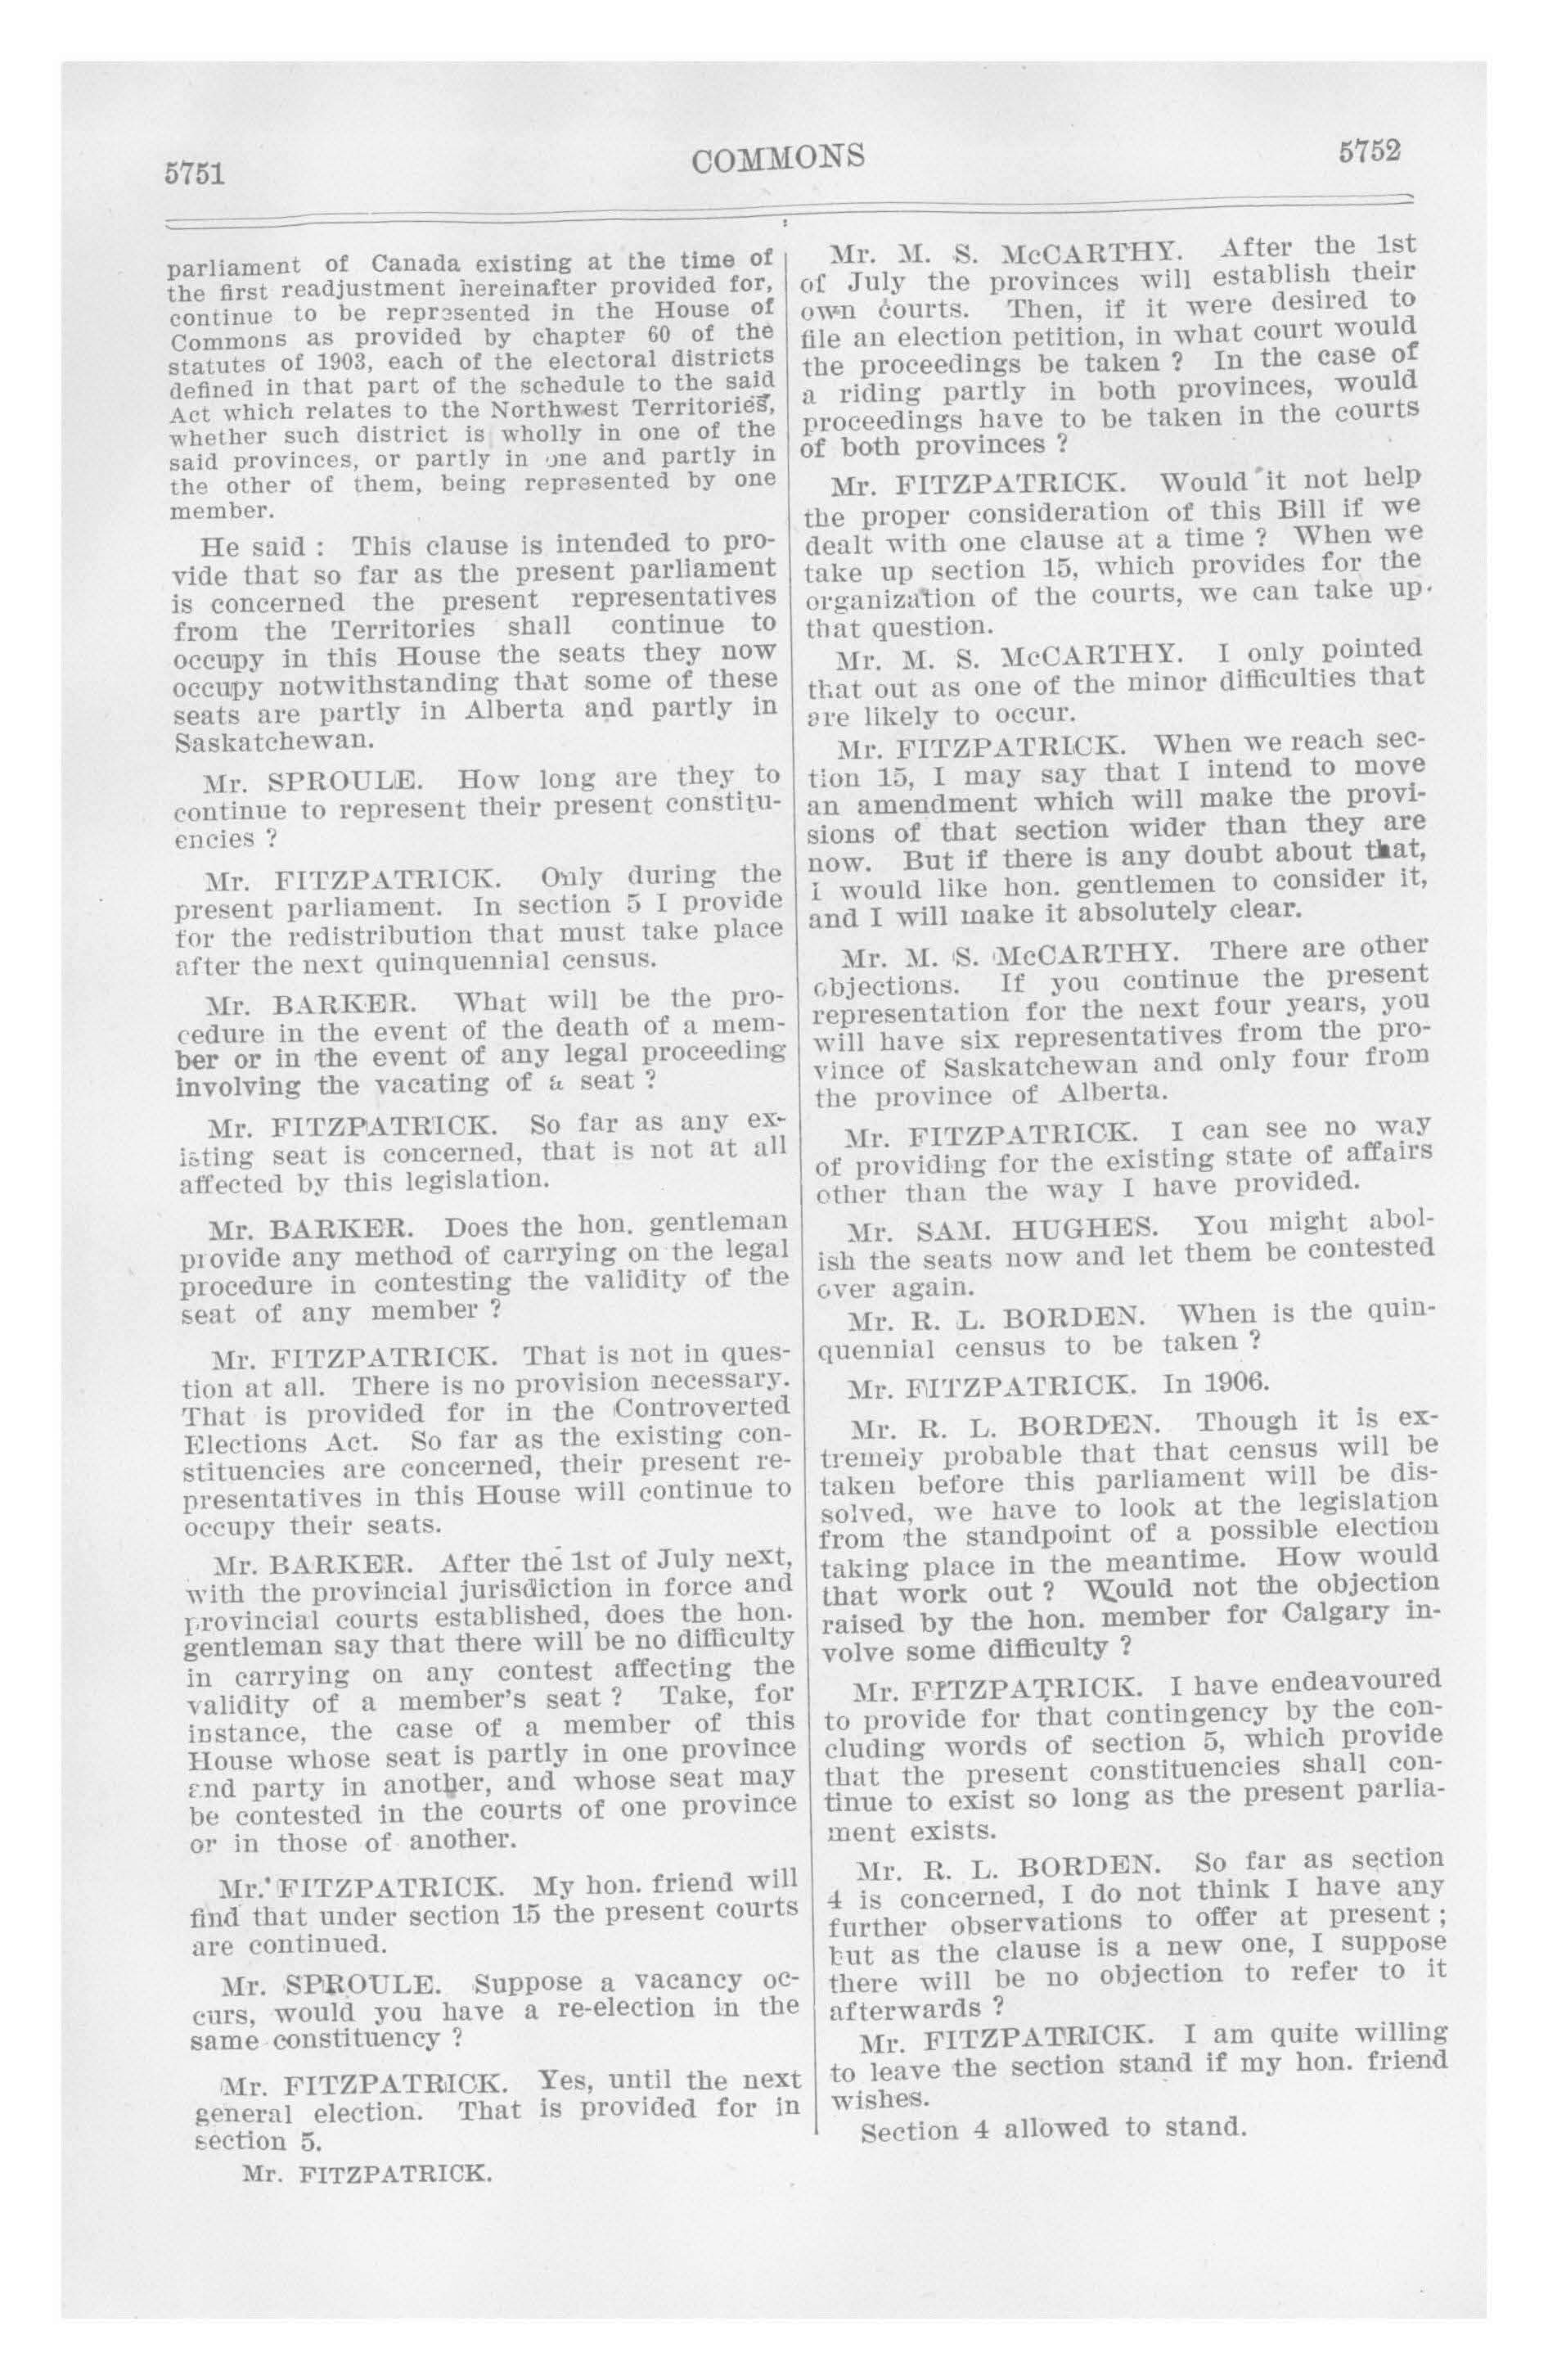 5751
COMMONS
5752
parliament of Canada existing at the time of
the first readjustment hereinafter provided for,
continue to be represented in the House of
Commons as provided by chapter 60 of the
statutes of 1903, each of the electoral districts
defined in that part of the schedule to the said
Act which relates to the Northwest Territories,
whether such district is wholly in one of the
said provinces, or partly in one and partly in
the other of them, being represented by one
member.
He said : This clause is intended to pro-
vide that so far as the present parliament
is concerned the present representatives
from the Territories shall continue to
occupy in this House the seats they now
occupy notwithstanding that some of these
seats are partly in Alberta and partly in
Saskatchewan.
Mr. SPROULE. How long are they to
continue to represent their present constitu-
encies ?
Mr. FITZPATRICK. Only during the
present parliament. In section 5 I provide
for the redistribution that must take place
after the next quinquennial census.
Mr. BARKER. What will be the pro-
cedure in the event of the death of a mem-
ber or in the event of any legal proceeding
involving the vacating of a seat ?
Mr. FITZPATRICK. So far as any ex-
isting seat is concerned, that is not at all
affected by this legislation.
Mr. BARKER. Does the hon. gentleman
provide any method of carrying on the legal
procedure in contesting the validity of the
seat of any member ?
Mr. FITZPATRICK. That is not in ques-
tion at all. There is no provision necessary.
That is provided for in the Controverted
Elections Act. So far as the existing con-
stituencies are concerned, their present re-
presentatives in this House will continue to
occupy their seats.
Mr. BARKER. After the 1st of July next,
with the provincial jurisdiction in force and
provincial courts established, does the hon.
gentleman say that there will be no difficulty
in carrying on any contest affecting the
validity of a member's seat ? Take, for
instance, the case of a member of this
House whose seat is partly in one province
and party in another, and whose seat may
be contested in the courts of one province
or in those of another.
Mr. FITZPATRICK. My hon. friend will
find that under section 15 the present courts
are continued.
Mr. SPROULE. Suppose a vacancy oc-
curs, would you have a re-election in the
same constituency ?
Mr. FITZPATRICK. Yes, until the next
general election. That is provided for in
section 5.
Mr. FITZPATRICK.
Mr. M. S. McCARTHY. After the 1st
of July the provinces will establish their
own courts. Then, if it were desired to
file an election petition, in what court would
the proceedings be taken ? In the case of
a riding partly in both provinces, would
proceedings have to be taken in the courts
of both provinces ?
Mr. FITZPATRICK. Would it not help
the proper consideration of this Bill if we
dealt with one clause at a time ? When we
take up section 15, which provides for the
organization of the courts, we can take up
that question.
Mr. M. S. McCARTHY. I only pointed
that out as one of the minor difficulties that
are likely to occur.
Mr. FITZPATRICK. When we reach sec-
tion 15, I may say that I intend to move
an amendment which will make the provi-
sions of that section wider than they are
now. But if there is any doubt about that,
I would like hon. gentlemen to consider it,
and I will make it absolutely clear.
Mr. M. S. McCARTHY. There are other
objections. If you continue the present
representation for the next four years, you
will have six representatives from the pro-
vince of Saskatchewan and only four from
the province of Alberta.
Mr. FITZPATRICK. I can see no way
of providing for the existing state of affairs
other than the way I have provided.
Mr. SAM. HUGHES. You might abol-
ish the seats now and let them be contested
over again.
Mr. R. L. BORDEN. When is the quin-
quennial census to be taken ?
Mr. FITZPATRICK. In 1906.
Mr. R. L. BORDEN. Though it is ex-
tremely probable that that census will be
taken before this parliament will be dis-
solved, we have to look at the legislation
from the standpoint of a possible election
taking place in the meantime. How would
that work out ? Would not the objection
raised by the hon. member for Calgary in-
volve some difficulty ?
Mr. FITZPATRICK. I have endeavoured
to provide for that contingency by the con-
cluding words of section 5, which provide
that the present constituencies shall con-
tinue to exist so long as the present parlia-
ment exists.
Mr. R. L. BORDEN. So far as section
4 is concerned, I do not think I have any
further observations to offer at present ;
but as the clause is a new one, I suppose
there will be no objection to refer to it
afterwards ?
Mr. FITZPATRICK. I am quite willing
to leave the section stand if my hon. friend
wishes.
Section 4 allowed to stand.